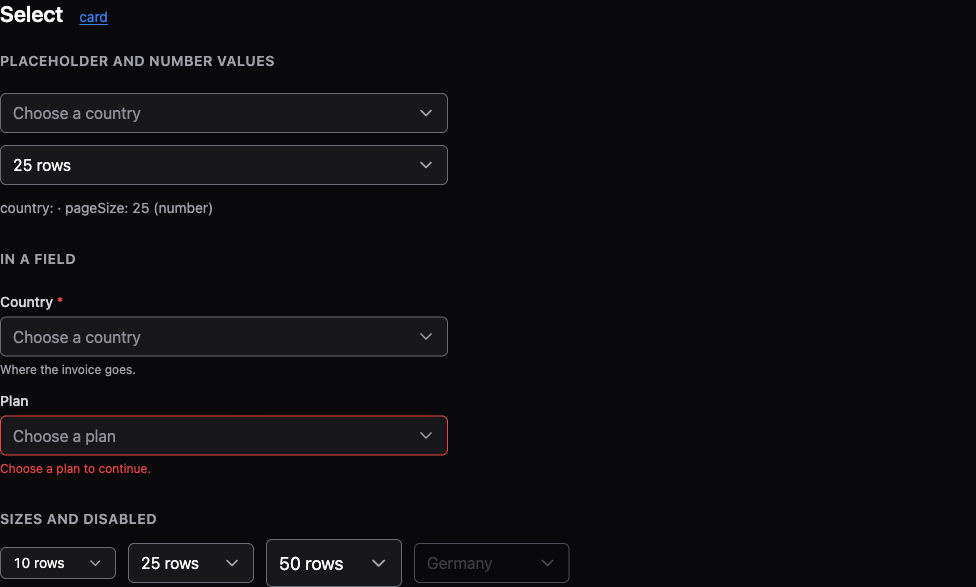 Select card
PLACEHOLDER AND NUMBER VALUES
Choose a country
25 rows
country: · pageSize: 25 (number)
IN A FIELD
Country *
Choose a country
Where the invoice goes.
Plan
Choose a plan
Choose a plan to continue.
SIZES AND DISABLED
10 rows 25 rows 50 rows Germany